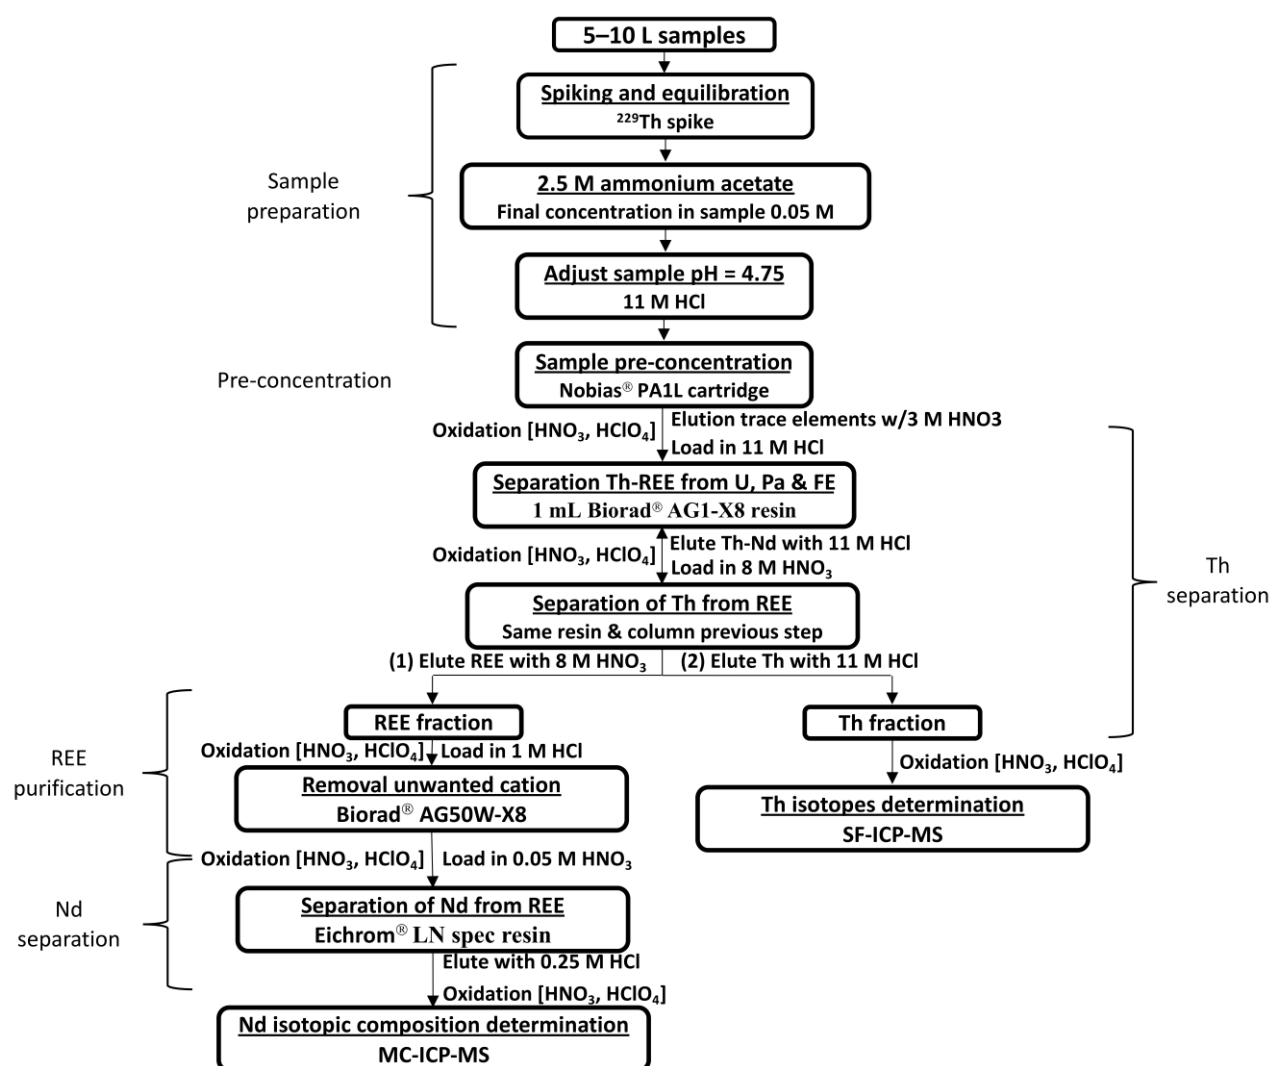 5–10 L samples
Spiking and equilibration
²²⁹Th spike
Sample
preparation
2.5 M ammonium acetate
Final concentration in sample 0.05 M
Adjust sample pH = 4.75
11 M HCl
Pre-concentration
Sample pre-concentration
Nobias® PA1L cartridge
Oxidation [HNO₃, HClO₄]
Elution trace elements w/3 M HNO3
Load in 11 M HCl
Separation Th-REE from U, Pa & FE
1 mL Biorad® AG1-X8 resin
Oxidation [HNO₃, HClO₄]
Elute Th-Nd with 11 M HCl
Load in 8 M HNO₃
Th
separation
Separation of Th from REE
Same resin & column previous step
(1) Elute REE with 8 M HNO₃
(2) Elute Th with 11 M HCl
REE fraction
Th fraction
Oxidation [HNO₃, HClO₄]
Load in 1 M HCl
Oxidation [HNO₃, HClO₄]
REE
purification
Removal unwanted cation
Biorad® AG50W-X8
Th isotopes determination
SF-ICP-MS
Oxidation [HNO₃, HClO₄]
Load in 0.05 M HNO₃
Nd
separation
Separation of Nd from REE
Eichrom® LN spec resin
Elute with 0.25 M HCl
Oxidation [HNO₃, HClO₄]
Nd isotopic composition determination
MC-ICP-MS